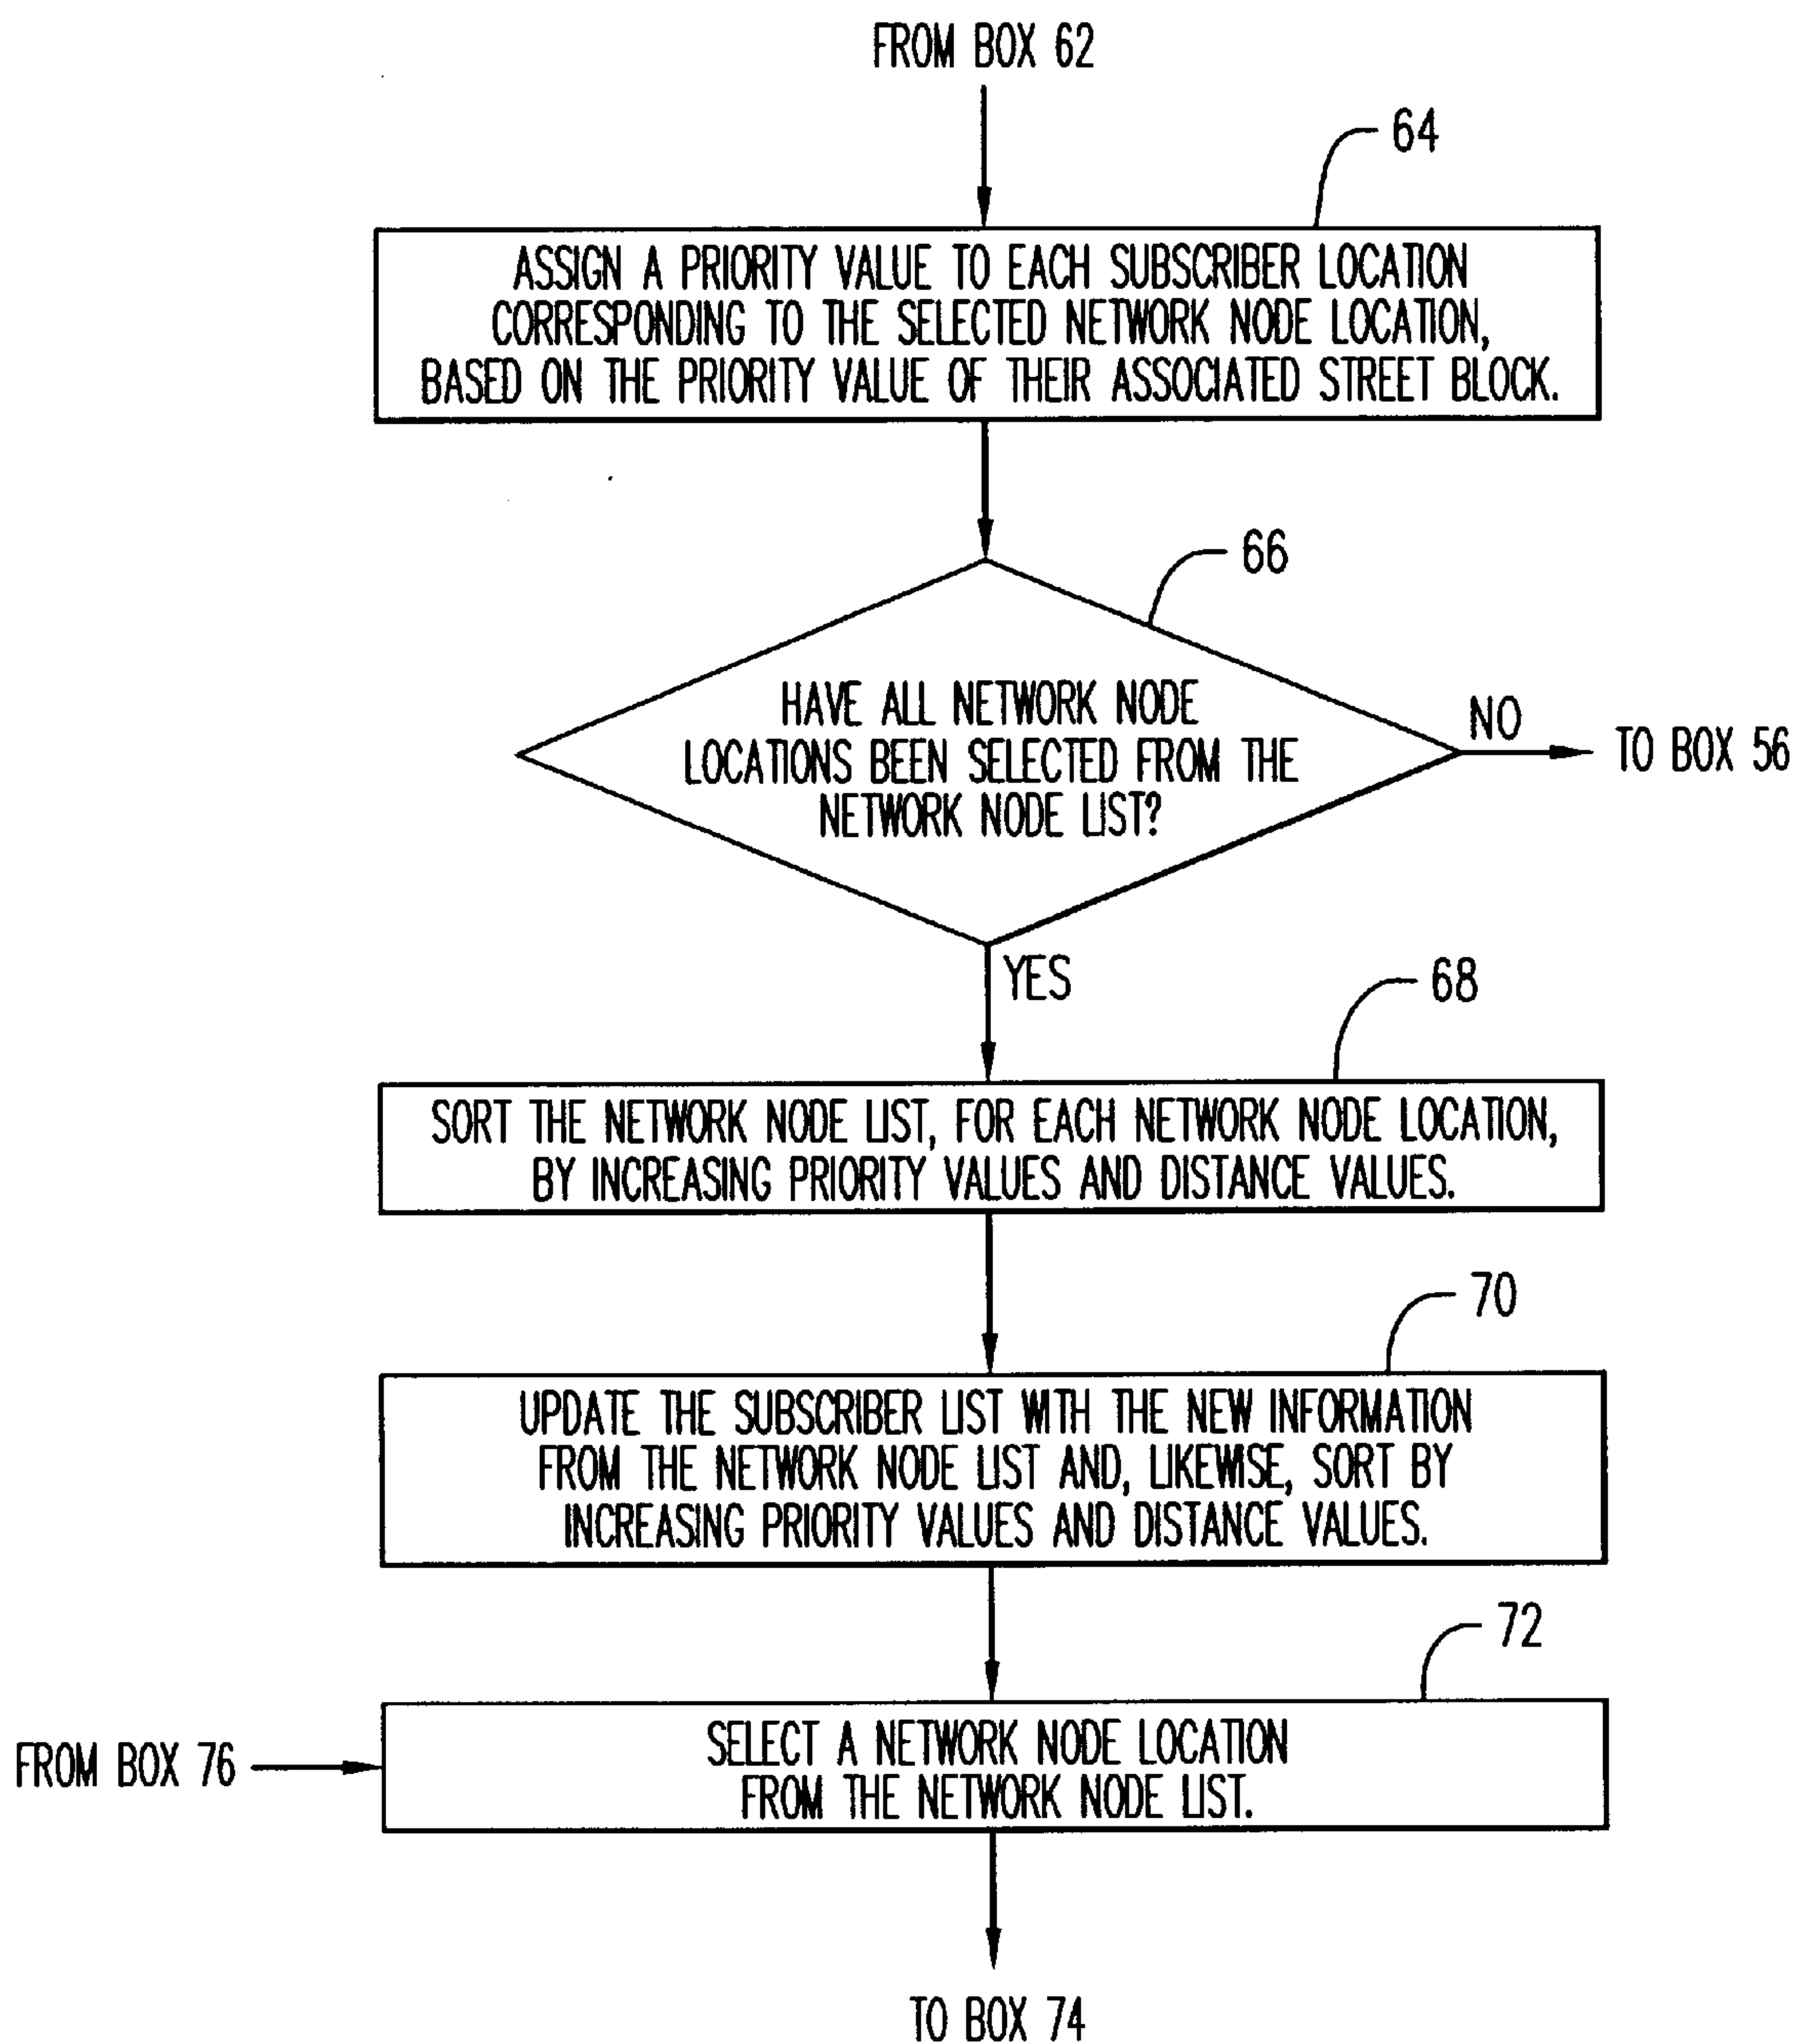 FROM BOX 62
64
ASSIGN A PRIORITY VALUE TO EACH SUBSCRIBER LOCATION
CORRESPONDING TO THE SELECTED NETWORK NODE LOCATION,
BASED ON THE PRIORITY VALUE OF THEIR ASSOCIATED STREET BLOCK.
66
HAVE ALL NETWORK NODE
LOCATIONS BEEN SELECTED FROM THE
NETWORK NODE LIST?
NO
TO BOX 56
YES
68
SORT THE NETWORK NODE LIST, FOR EACH NETWORK NODE LOCATION,
BY INCREASING PRIORITY VALUES AND DISTANCE VALUES.
70
UPDATE THE SUBSCRIBER LIST WITH THE NEW INFORMATION
FROM THE NETWORK NODE LIST AND, LIKEWISE, SORT BY
INCREASING PRIORITY VALUES AND DISTANCE VALUES.
72
FROM BOX 76
SELECT A NETWORK NODE LOCATION
FROM THE NETWORK NODE LIST.
TO BOX 74